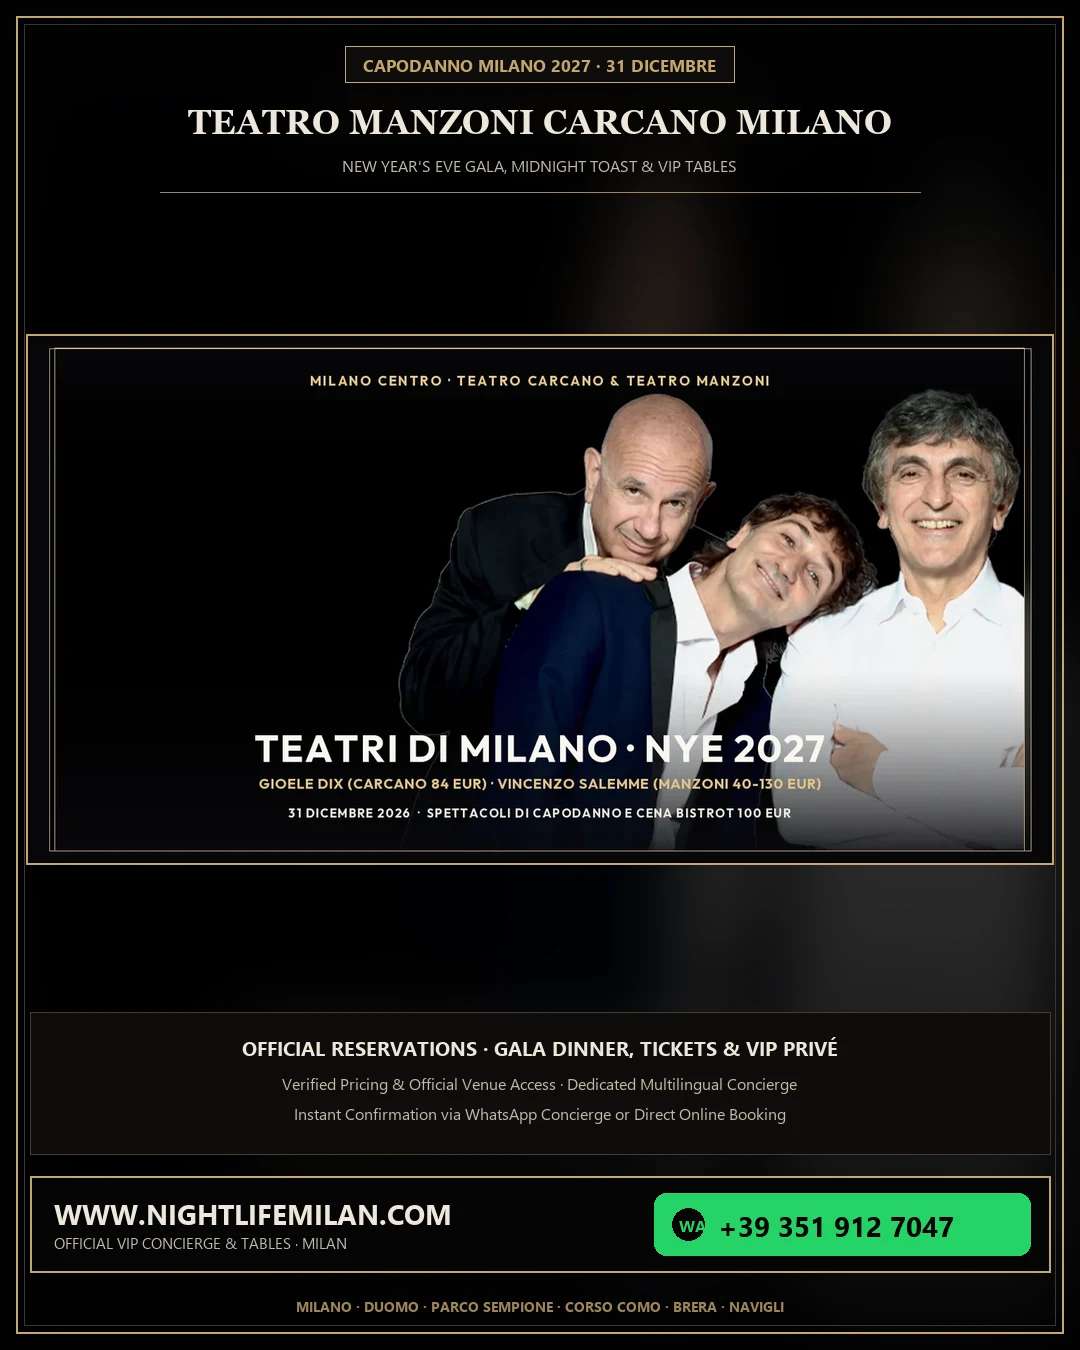 CAPODANNO MILANO 2027 · 31 DICEMBRE
TEATRO MANZONI CARCANO MILANO
NEW YEAR'S EVE GALA, MIDNIGHT TOAST & VIP TABLES
MILANO CENTRO · TEATRO CARCANO & TEATRO MANZONI
TEATRI DI MILANO · NYE 2027
GIOELE DIX (CARCANO 84 EUR) · VINCENZO SALEMME (MANZONI 40-130 EUR)
31 DICEMBRE 2026 · SPETTACOLI DI CAPODANNO E CENA BISTROT 100 EUR
OFFICIAL RESERVATIONS · GALA DINNER, TICKETS & VIP PRIVÉ
Verified Pricing & Official Venue Access · Dedicated Multilingual Concierge
Instant Confirmation via WhatsApp Concierge or Direct Online Booking
WWW.NIGHTLIFEMILAN.COM
OFFICIAL VIP CONCIERGE & TABLES · MILAN
WA +39 351 912 7047
MILANO · DUOMO · PARCO SEMPIONE · CORSO COMO · BRERA · NAVIGLI